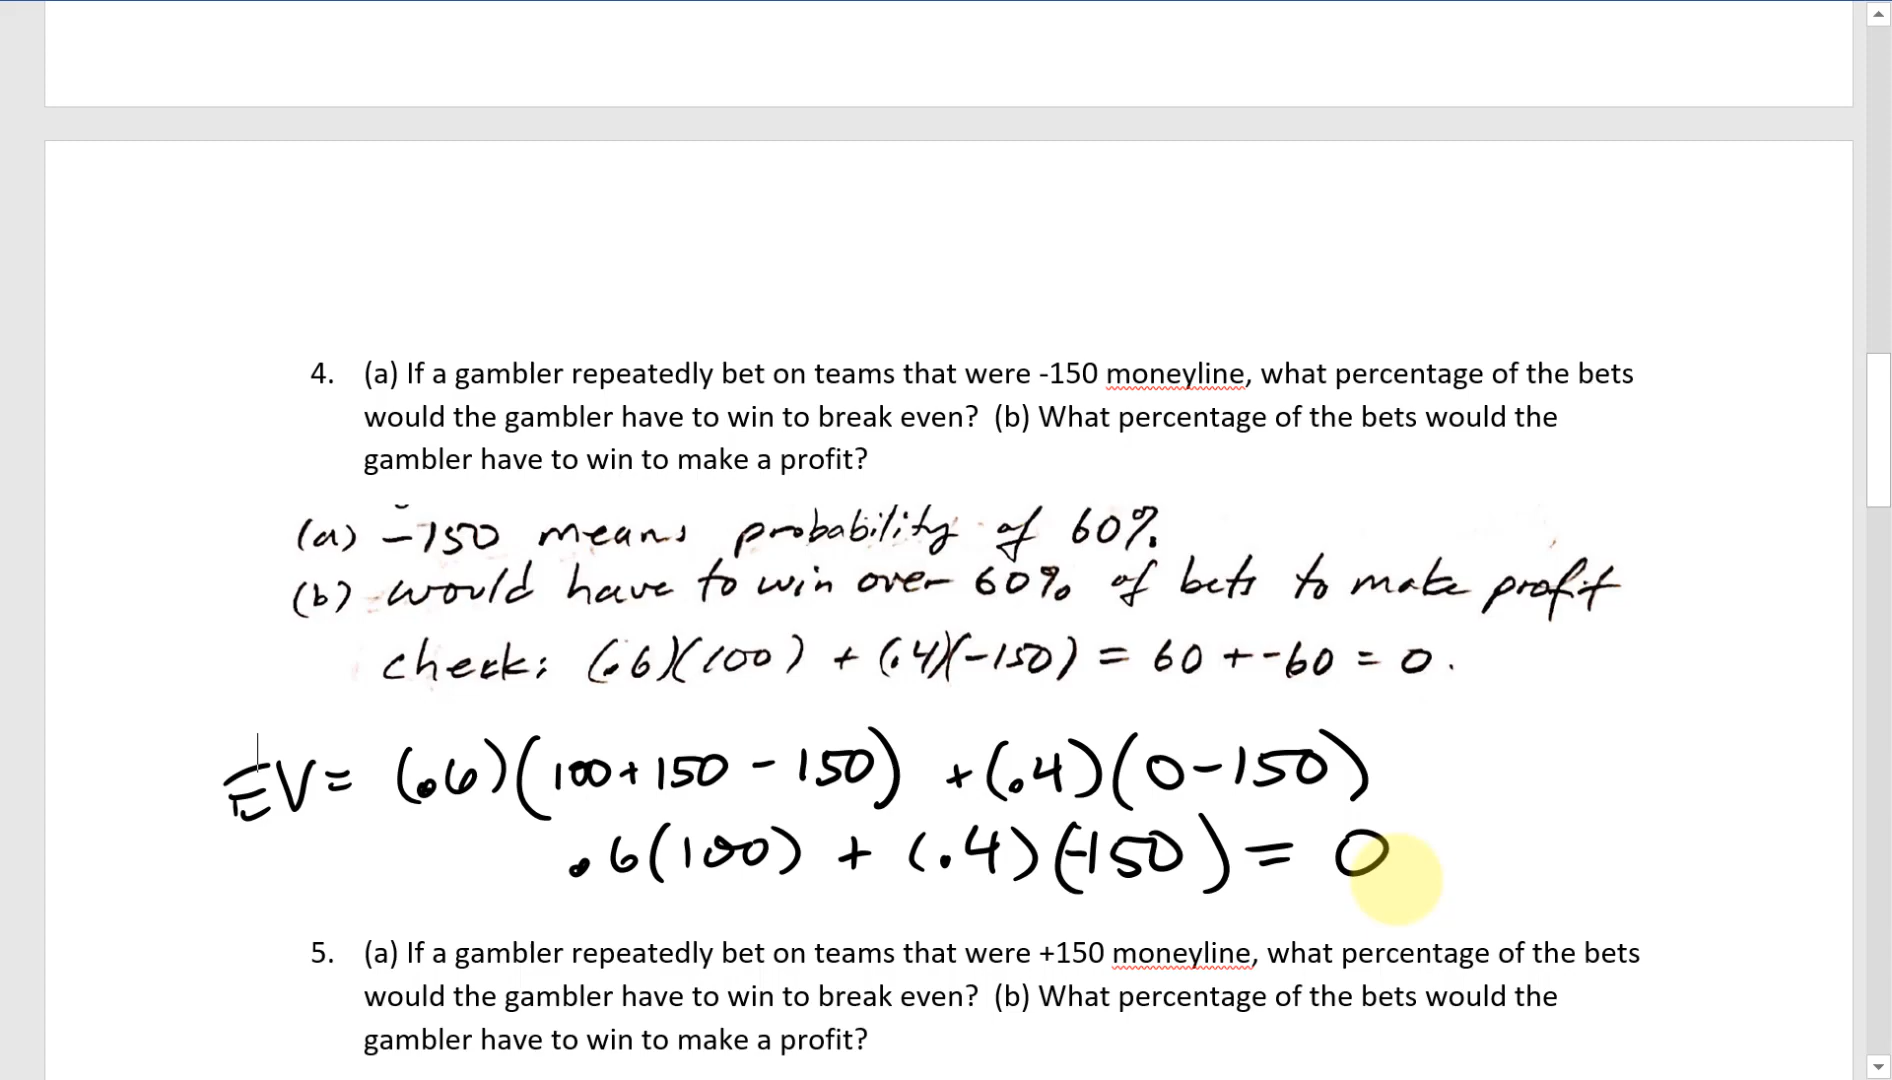 4. (a) If a gambler repeatedly bet on teams that were -150 moneyline, what percentage of the bets
would the gambler have to win to break even? (b) What percentage of the bets would the
gambler have to win to make a profit?
(a) -150 means probability of 60%.
(b) would have to win over 60% of bets to make profit
check: (.6)(100) + (.4)(-150) = 60 + -60 = 0.
EV = (.6)(100+150 - 150) + (.4)(0-150)
.6(100) + (.4)(-150) = 0
5. (a) If a gambler repeatedly bet on teams that were +150 moneyline, what percentage of the bets
would the gambler have to win to break even? (b) What percentage of the bets would the
gambler have to win to make a profit?